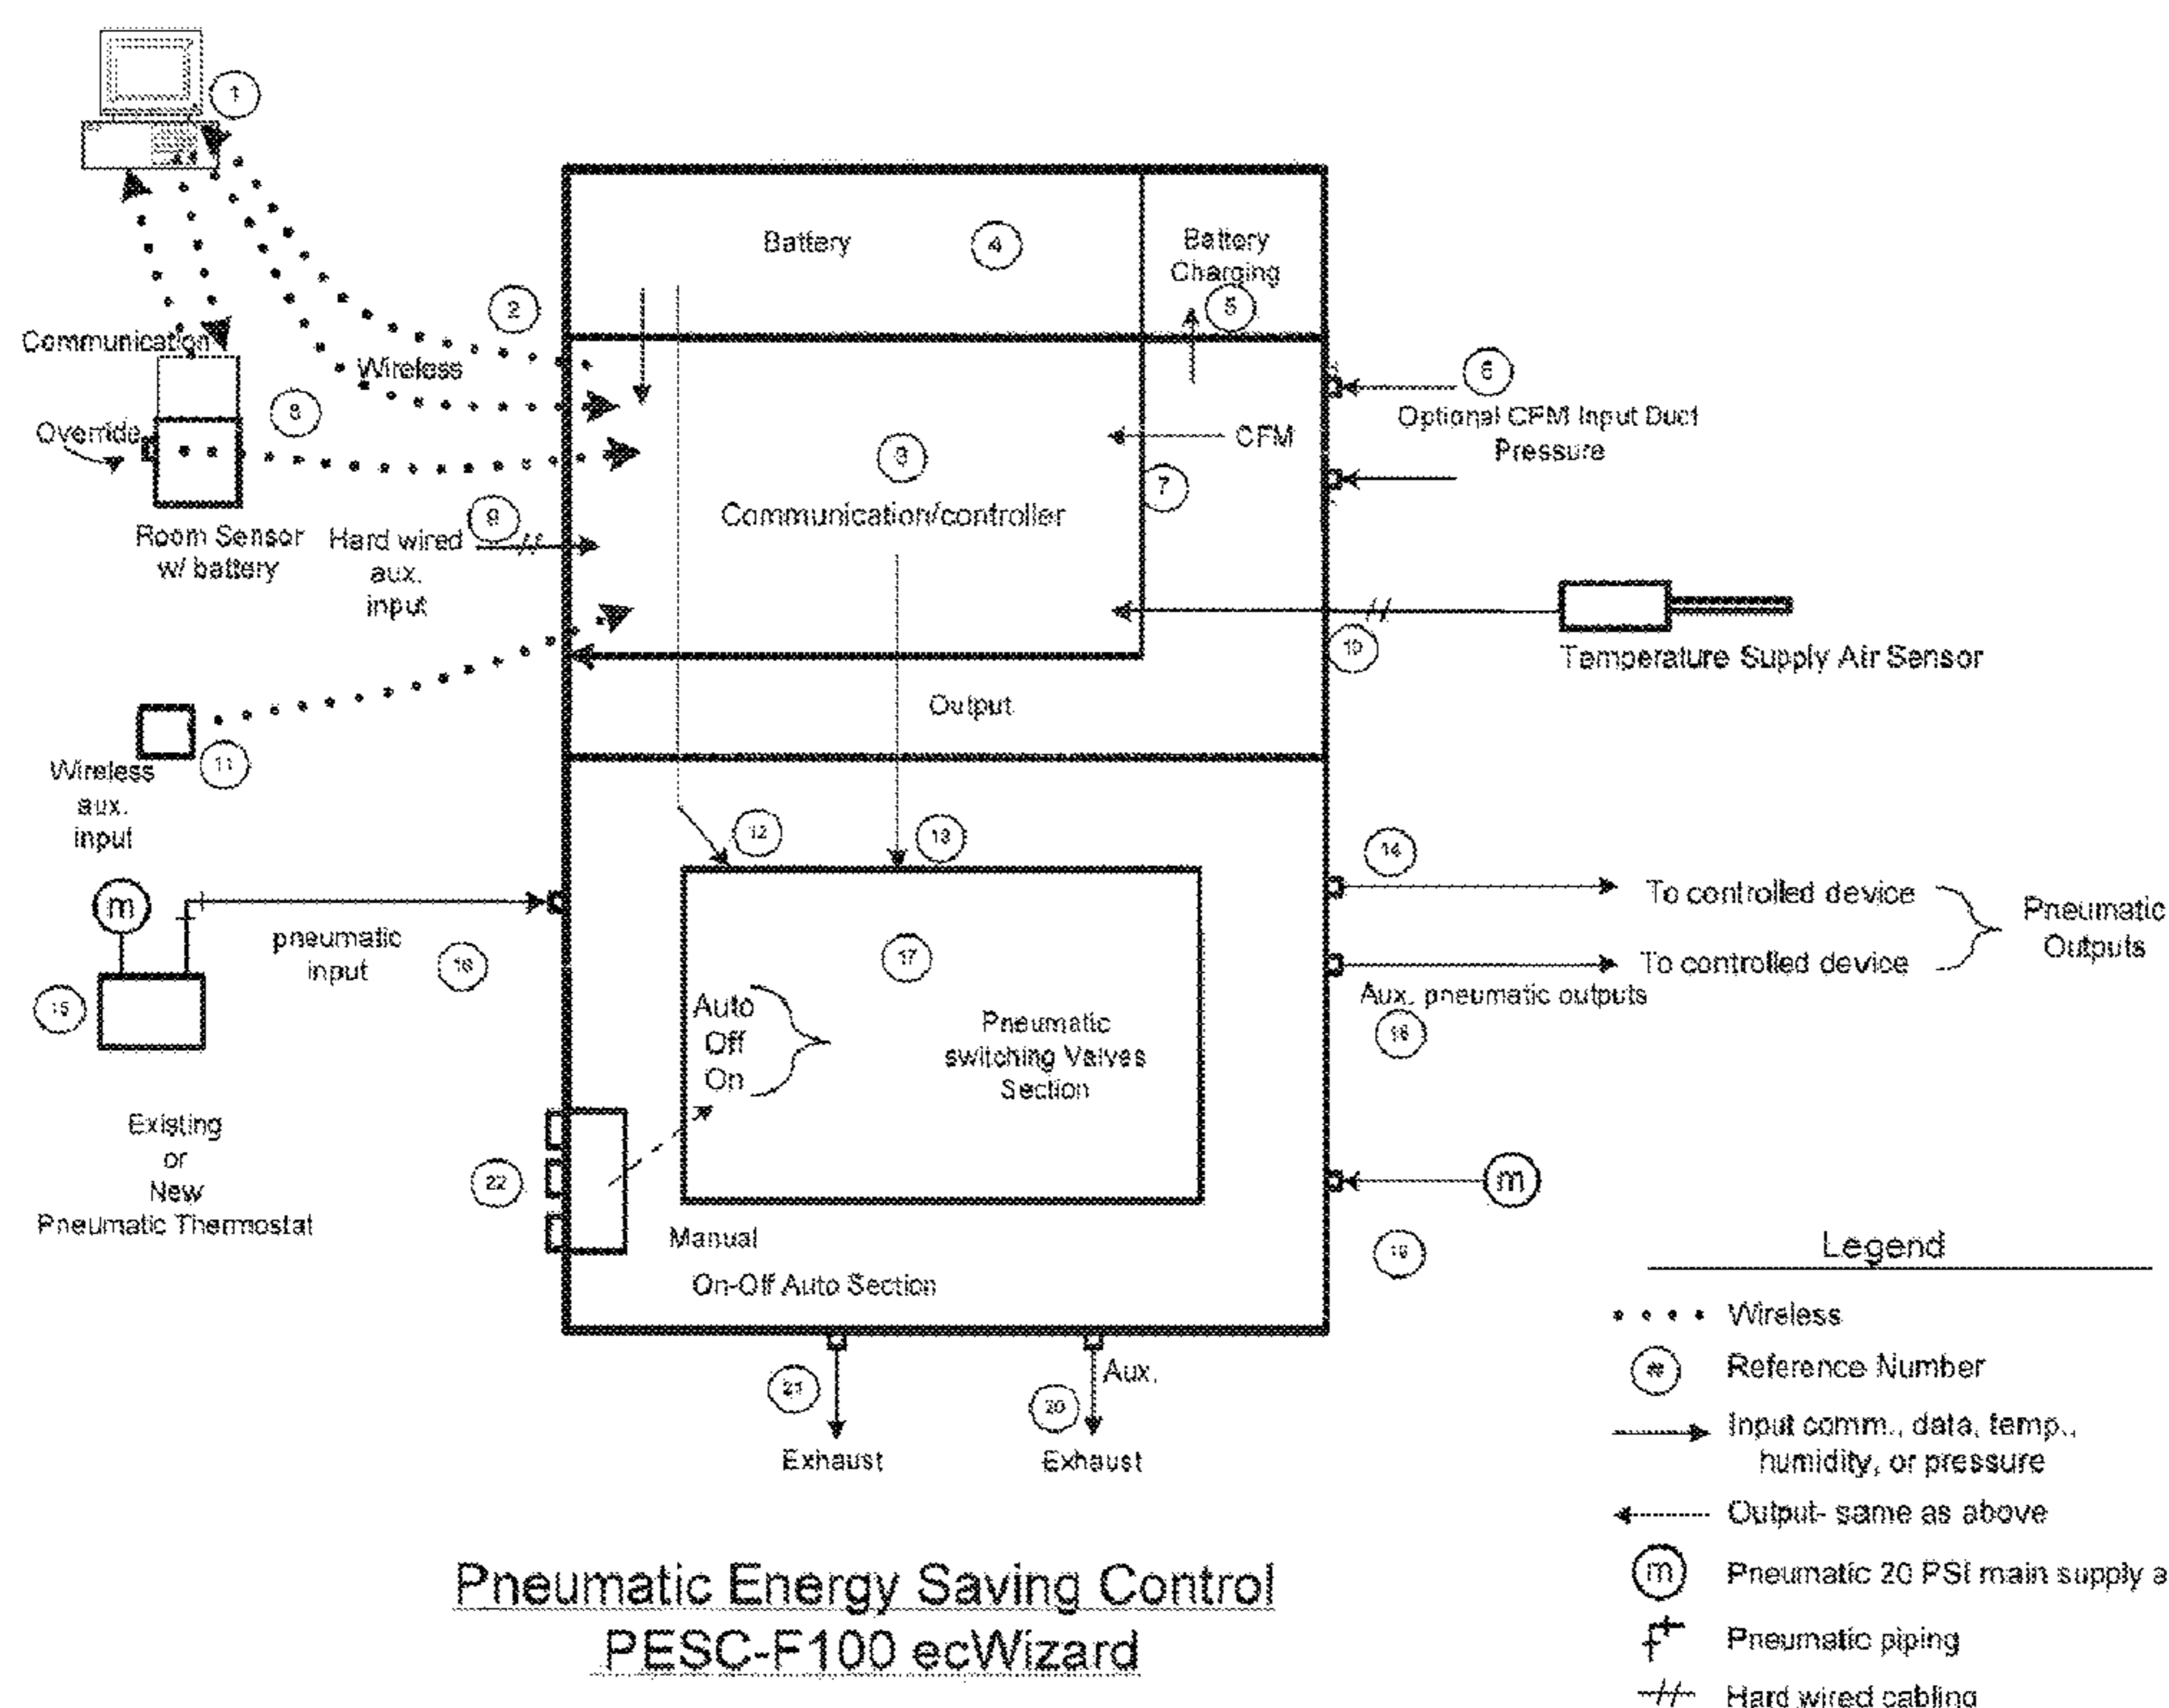 1
Battery
4
Battery
Charging
5
2
Communication
Wireless
6
Optional CFM Input Duct
Pressure
8
Override
CFM
3
7
9
Communication/controller
Room Sensor
w/ battery
Hard wired
aux.
input
10
Temperature Supply Air Sensor
Output
11
Wireless
aux.
input
12
13
14
To controlled device
m
pneumatic
input
16
17
Pneumatic
Outputs
To controlled device
15
Auto
Off
On
Pneumatic
switching Valves
Section
Aux. pneumatic outputs
Existing
or
New
Pneumatic Thermostat
22
m
Manual
On-Off Auto Section
Legend
Wireless
#
Reference Number
21
20
Aux.
Exhaust
Exhaust
Input comm., data, temp.,
humidity, or pressure
Output- same as above
m
Pneumatic 20 PSI main supply a
Pneumatic piping
Hard wired cabling
Pneumatic Energy Saving Control
PESC-F100 ecWizard